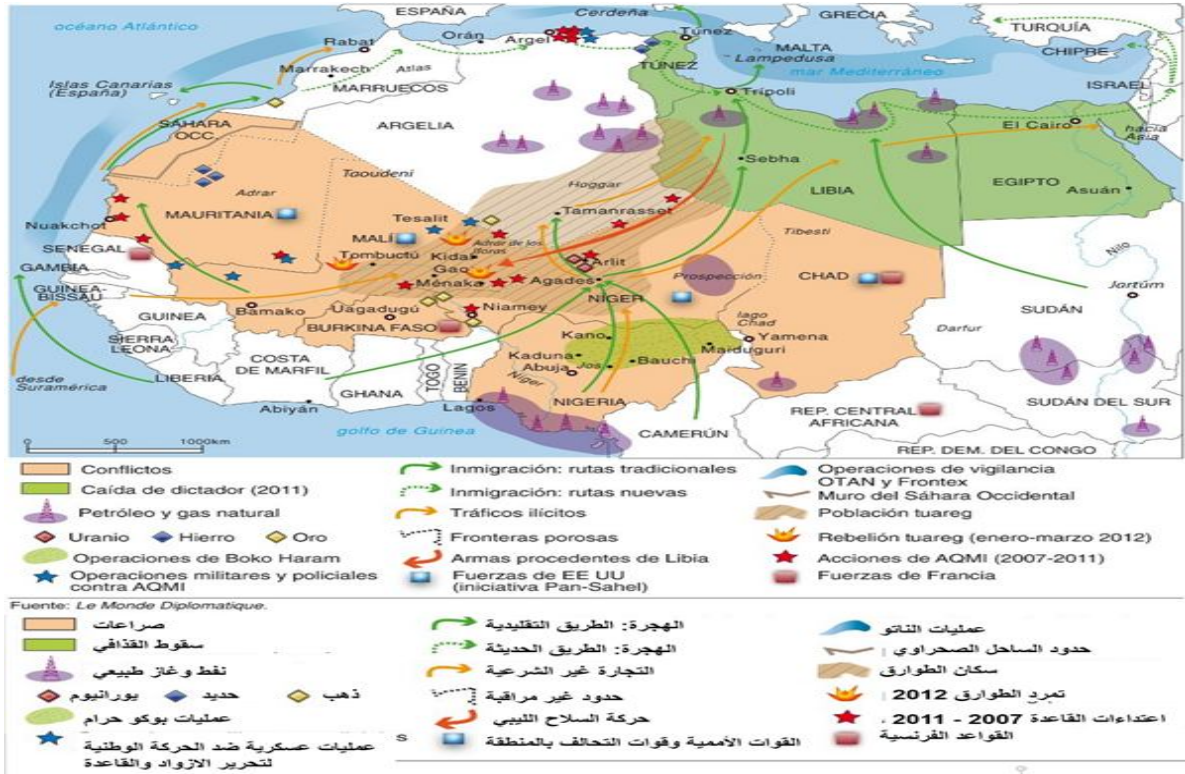 océano Atlántico
ESPAÑA
Cerdeña
GRECIA
TURQUÍA
Rabat
Orán
Argel
Túnez
MALTA
Lampedusa
CHIPRE
Marrakech
Atlas
TÚNEZ
mar Mediterráneo
Islas Canarias
(España)
MARRUECOS
ISRAEL
Trípoli
SÁHARA
OCC.
ARGELIA
El Cairo
hacia
Asia
Sebha
Adrar
Taoudeni
Hoggar
LIBIA
EGIPTO
Asuán
MAURITANIA
Tesalit
Tamanrasset
Nuakchot
MALÍ
Adrar de los
Tibesti
Nilo
SENEGAL
Tombuctú
Kidal
Arlit
GAMBIA
Gao
Prospección
CHAD
GUINEA-
BISSAU
Ménaka
Agades
NÍGER
Jartúm
Bamako
Uagadugú
Niamey
SUDÁN
GUINEA
BURKINA FASO
lago
Chad
Yamena
Darfur
SIERRA
LEONA
COSTA
DE MARFIL
Kano
Maiduguri
Kaduna
Bauchi
Jos
Abuja
desde
Suramérica
LIBERIA
GHANA
TOGO
BENÍN
Níger
NIGERIA
Abiyán
Lagos
REP. CENTRAL
AFRICANA
SUDÁN DEL SUR
golfo de Guinea
CAMERÚN
REP. DEM. DEL CONGO
0 500 1000km
Conflictos
Caída de dictador (2011)
Petróleo y gas natural
Uranio Hierro Oro
Operaciones de Boko Haram
Operaciones militares y policiales
contra AQMI
Inmigración: rutas tradicionales
Inmigración: rutas nuevas
Tráficos ilícitos
Fronteras porosas
Armas procedentes de Libia
Fuerzas de EE UU
(iniciativa Pan-Sahel)
Operaciones de vigilancia
OTAN y Frontex
Muro del Sáhara Occidental
Población tuareg
Rebelión tuareg (enero-marzo 2012)
Acciones de AQMI (2007-2011)
Fuerzas de Francia
Fuente: Le Monde Diplomatique.
صراعات
سقوط القذافي
نفط وغاز طبيعي
يورانيوم حديد ذهب
عمليات بوكو حرام
عمليات عسكرية ضد الحركة الوطنية
لتحرير الازواد والقاعدة
الهجرة: الطريق التقليدية
الهجرة: الطريق الحديثة
التجارة غير الشرعية
حدود غير مراقبة
حركة السلاح الليبي
القوات الأممية وقوات التحالف بالمنطقة
عمليات الناتو
حدود الساحل الصحراوي
سكان الطوارق
تمرد الطوارق 2012
اعتداءات القاعدة 2007 - 2011 .
القواعد الفرنسية